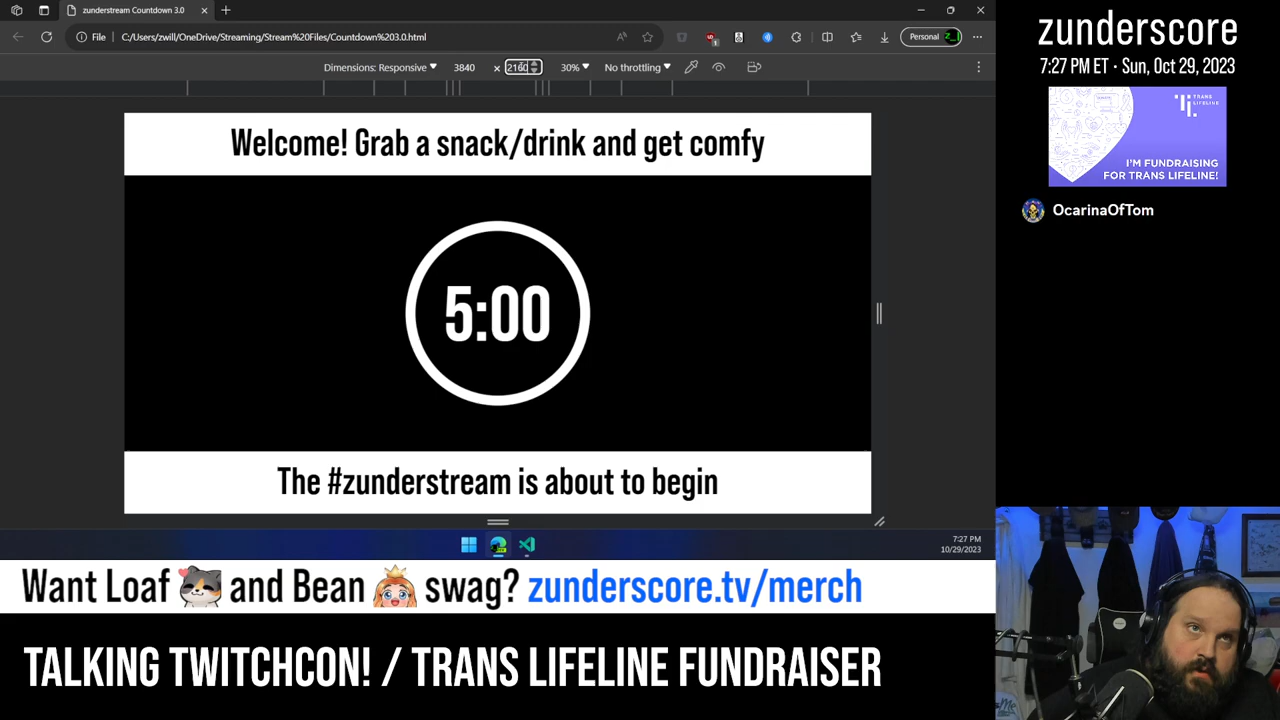 zunderstream Countdown 3.0
File
C:/Users/zwill/OneDrive/Streaming/Stream%20Files/Countdown%203.0.html
Personal
Dimensions: Responsive
3840
×
2160
30%
No throttling
Welcome! Grab a snack/drink and get comfy
5:00
The #zunderstream is about to begin
7:27 PM
10/29/2023
Want Loaf and Bean swag? zunderscore.tv/merch
TALKING TWITCHCON! / TRANS LIFELINE FUNDRAISER
zunderscore
7:27 PM ET · Sun, Oct 29, 2023
TRANS
LIFELINE
I'M FUNDRAISING
FOR TRANS LIFELINE!
OcarinaOfTom